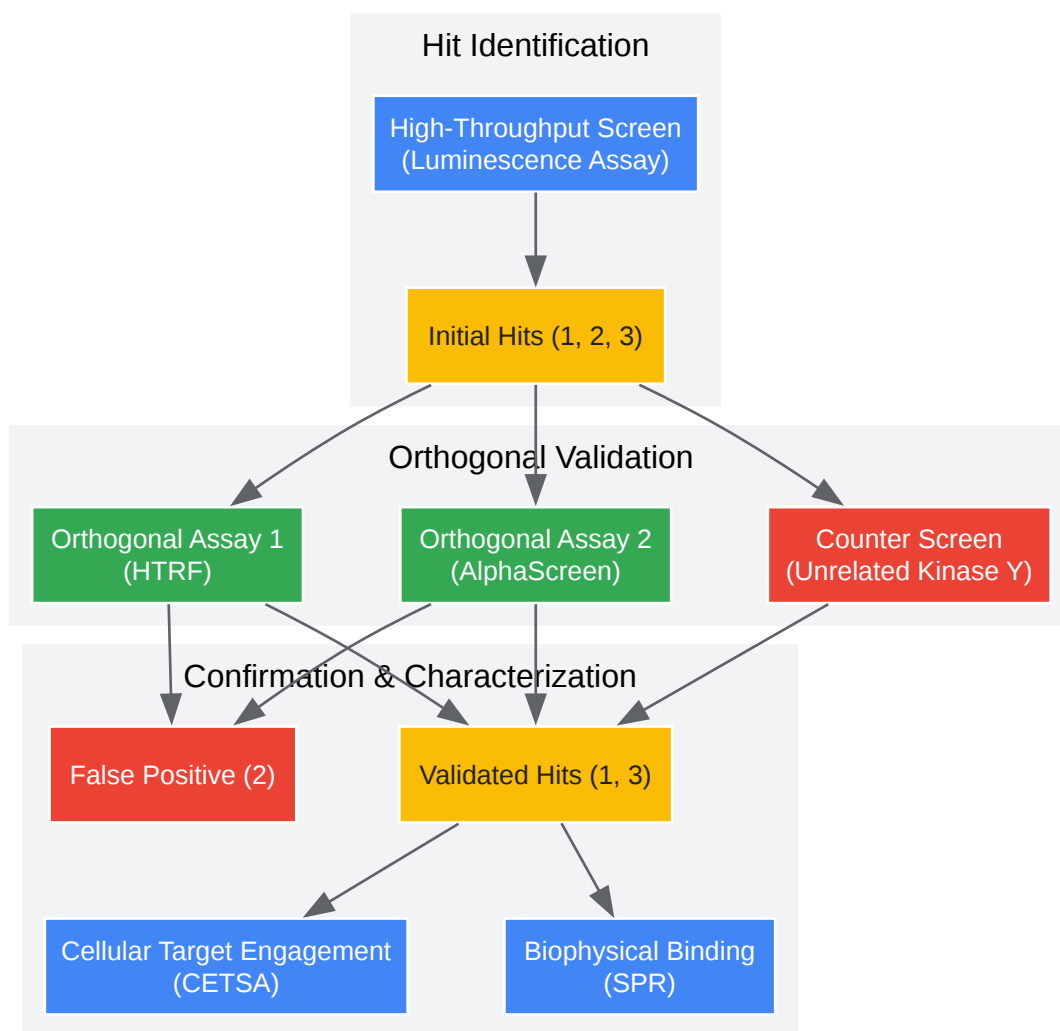 Hit Identification
High-Throughput Screen
(Luminescence Assay)
Initial Hits (1, 2, 3)
Orthogonal Validation
Orthogonal Assay 1
(HTRF)
Orthogonal Assay 2
(AlphaScreen)
Counter Screen
(Unrelated Kinase Y)
Confirmation & Characterization
False Positive (2)
Validated Hits (1, 3)
Cellular Target Engagement
(CETSA)
Biophysical Binding
(SPR)